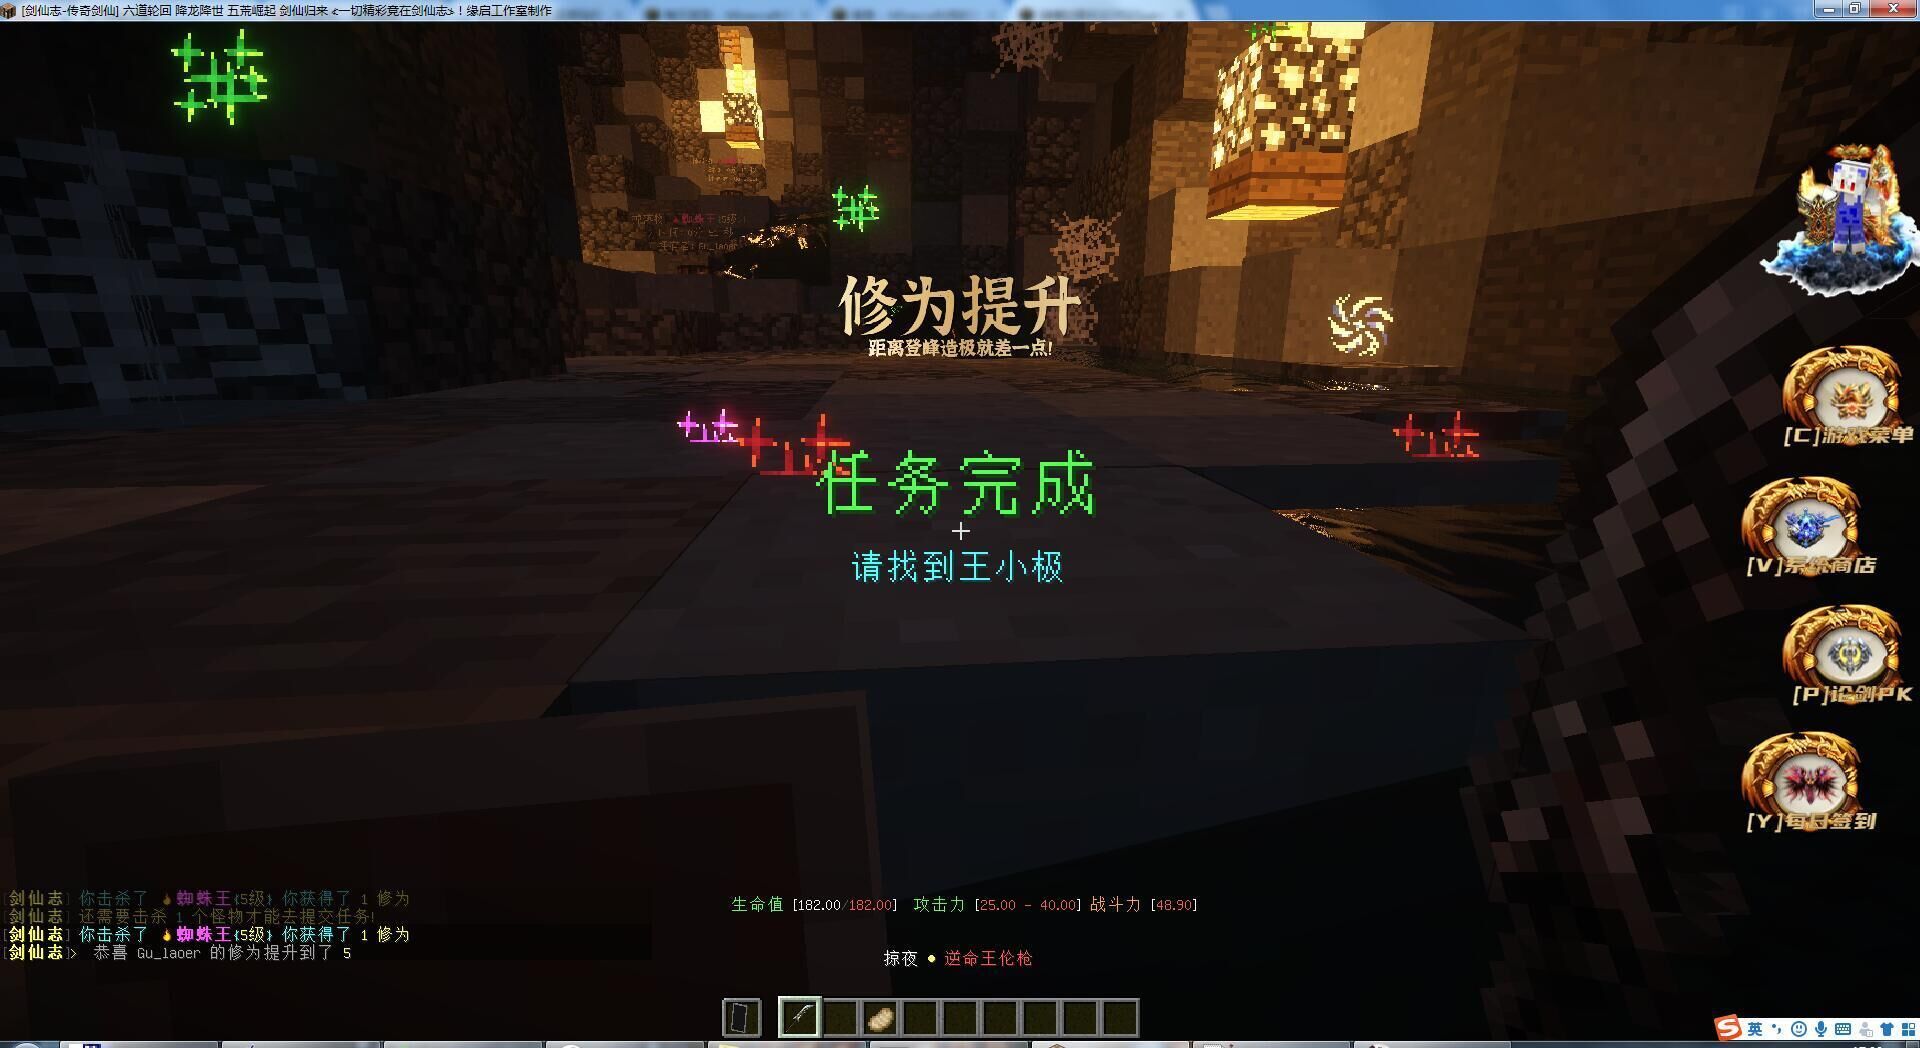 [剑仙志-传奇剑仙] 六道轮回 降龙降世 五荒崛起 剑仙归来 <一切精彩竟在剑仙志>！缘启工作室制作
蜘蛛王{5级}
修为提升
距离登峰造极就差一点!
任务完成
请找到王小极
[C]游戏菜单
[V]系统商店
[P]论剑PK
[Y]每日签到
[剑仙志] 你击杀了 蜘蛛王{5级} 你获得了 1 修为
[剑仙志] 还需要击杀 1 个怪物才能去提交任务!
[剑仙志] 你击杀了 蜘蛛王{5级} 你获得了 1 修为
[剑仙志]> 恭喜 Gu_laoer 的修为提升到了 5
生命值 [182.00/182.00] 攻击力 [25.00 - 40.00] 战斗力 [48.90]
掠夜 • 逆命王伦枪
英